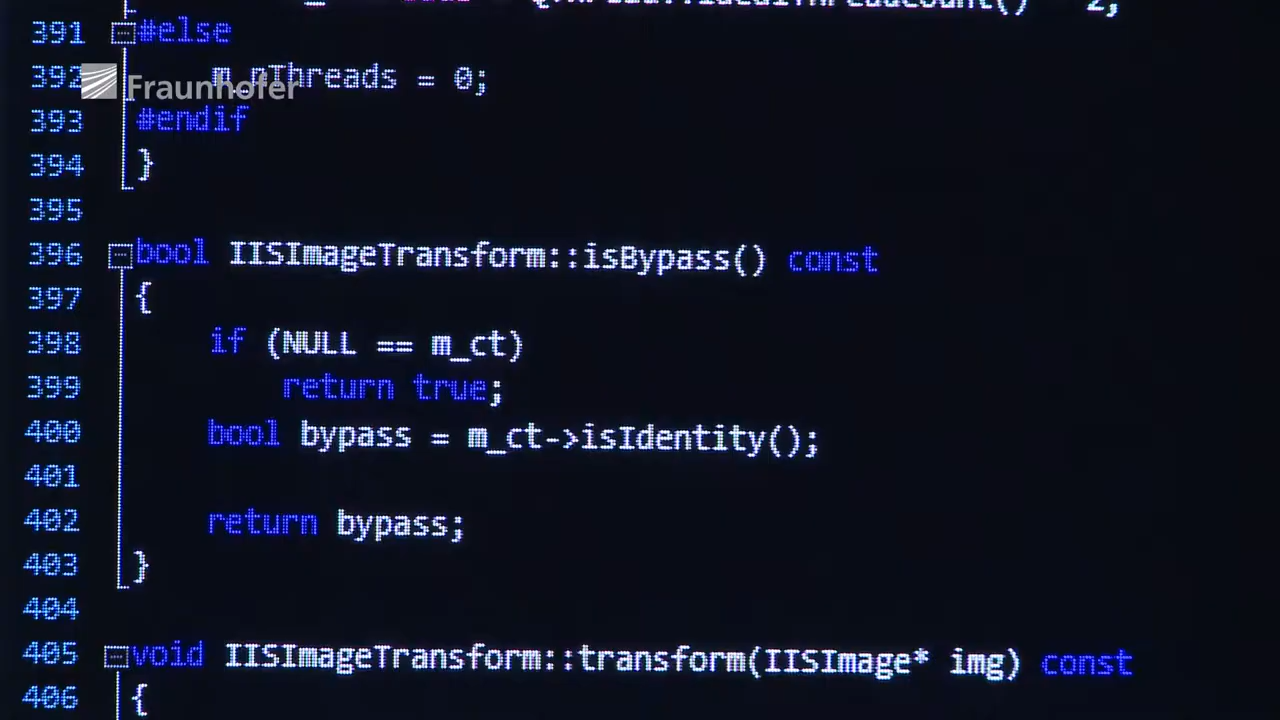 391 #else
392 m_nThreads = 0;
Fraunhofer
393 #endif
394 }
395
396 bool IISImageTransform::isBypass() const
397 {
398 if (NULL == m_ct)
399 return true;
400 bool bypass = m_ct->isIdentity();
401
402 return bypass;
403 }
404
405 void IISImageTransform::transform(IISImage* img) const
406 {